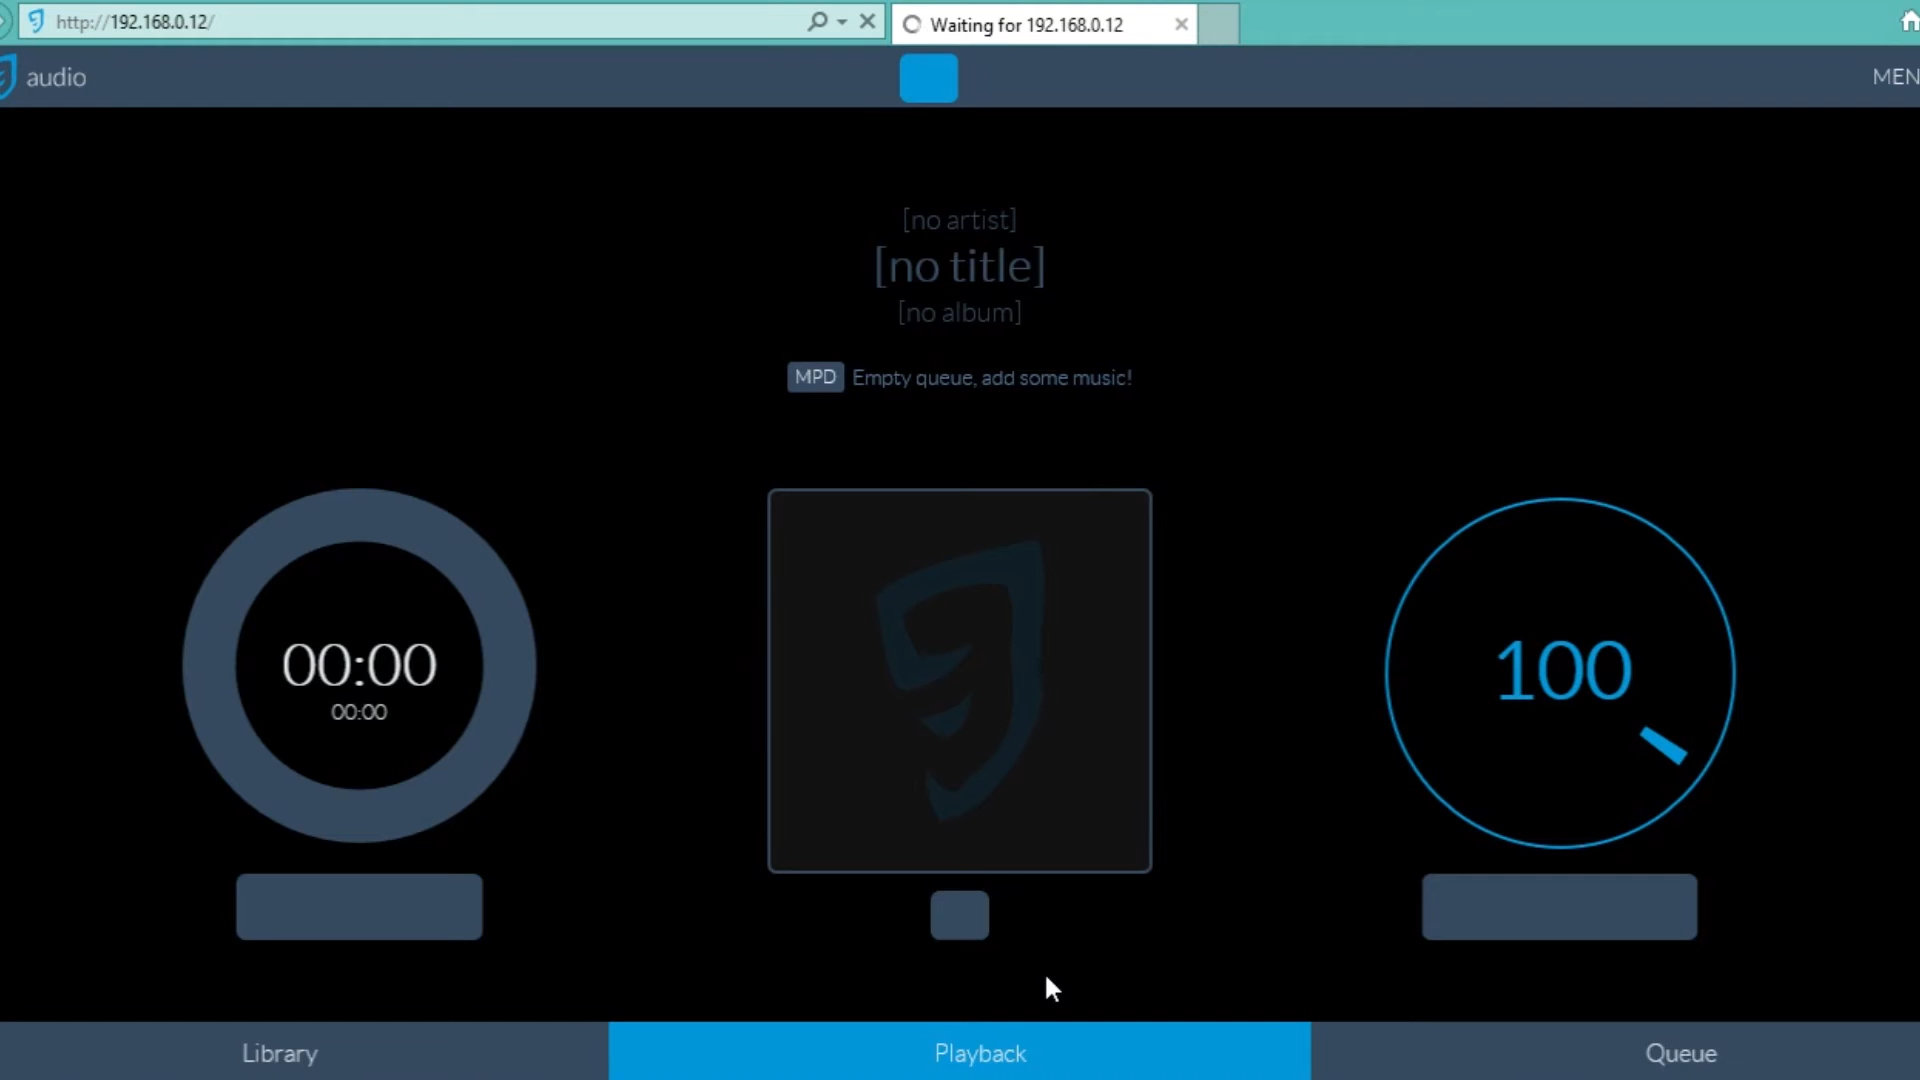 http://192.168.0.12/
Waiting for 192.168.0.12
audio
MEN
[no artist]
[no title]
[no album]
MPD Empty queue, add some music!
00:00
00:00
100
Library
Playback
Queue